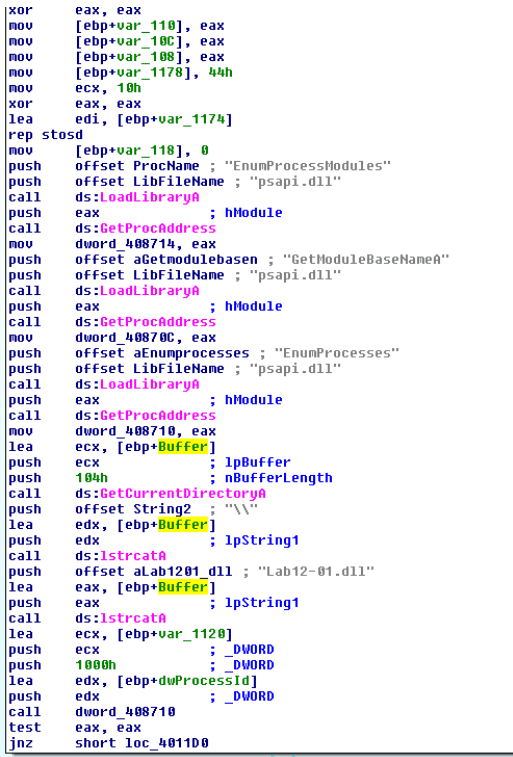 xor eax, eax
mov [ebp+var_110], eax
mov [ebp+var_10C], eax
mov [ebp+var_108], eax
mov [ebp+var_1178], 44h
mov ecx, 10h
xor eax, eax
lea edi, [ebp+var_1174]
rep stosd
mov [ebp+var_118], 0
push offset ProcName ; "EnumProcessModules"
push offset LibFileName ; "psapi.dll"
call ds:LoadLibraryA
push eax ; hModule
call ds:GetProcAddress
mov dword_408714, eax
push offset aGetmodulebasen ; "GetModuleBaseNameA"
push offset LibFileName ; "psapi.dll"
call ds:LoadLibraryA
push eax ; hModule
call ds:GetProcAddress
mov dword_40870C, eax
push offset aEnumprocesses ; "EnumProcesses"
push offset LibFileName ; "psapi.dll"
call ds:LoadLibraryA
push eax ; hModule
call ds:GetProcAddress
mov dword_408710, eax
lea ecx, [ebp+Buffer]
push ecx ; lpBuffer
push 104h ; nBufferLength
call ds:GetCurrentDirectoryA
push offset String2 ; "\\"
lea edx, [ebp+Buffer]
push edx ; lpString1
call ds:lstrcatA
push offset aLab1201_dll ; "Lab12-01.dll"
lea eax, [ebp+Buffer]
push eax ; lpString1
call ds:lstrcatA
lea ecx, [ebp+var_1120]
push ecx ; _DWORD
push 1000h ; _DWORD
lea edx, [ebp+dwProcessId]
push edx ; _DWORD
call dword_408710
test eax, eax
jnz short loc_4011D0